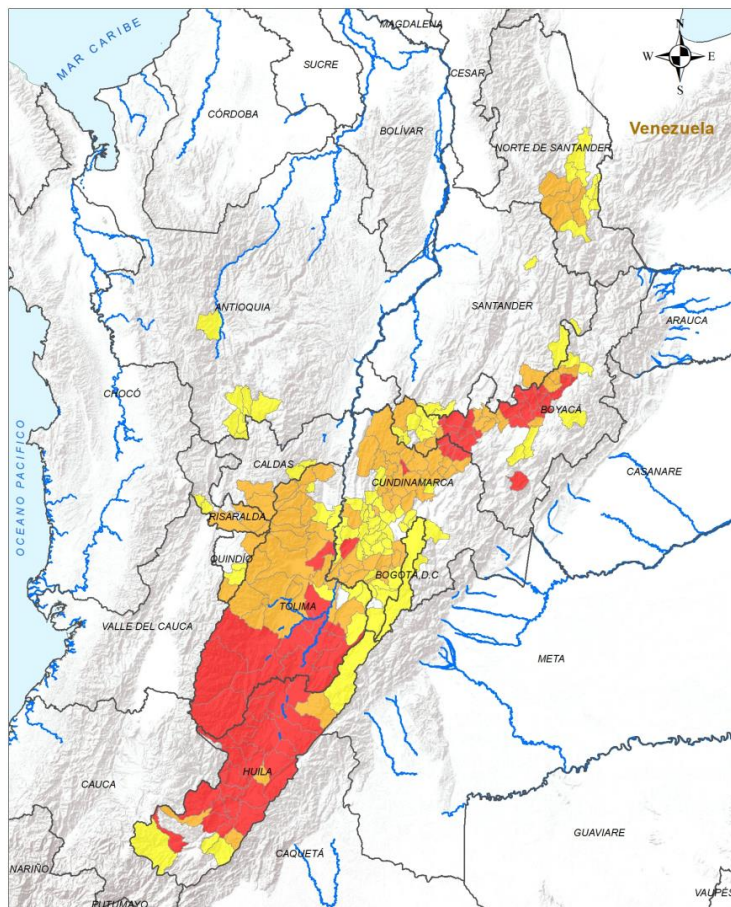 MAGDALENA
MAR CARIBE
N
W
E
S
SUCRE
CESAR
CÓRDOBA
BOLÍVAR
Venezuela
NORTE DE SANTANDER
ANTIOQUIA
SANTANDER
ARAUCA
CHOCÓ
BOYACÁ
OCEANO PACIFICO
CALDAS
CUNDINAMARCA
CASANARE
RISARALDA
QUINDÍO
BOGOTÁ, D.C
TOLIMA
VALLE DEL CAUCA
META
HUILA
CAUCA
GUAVIARE
CAQUETÁ
NARIÑO
PUTUMAYO
VAUPÉS